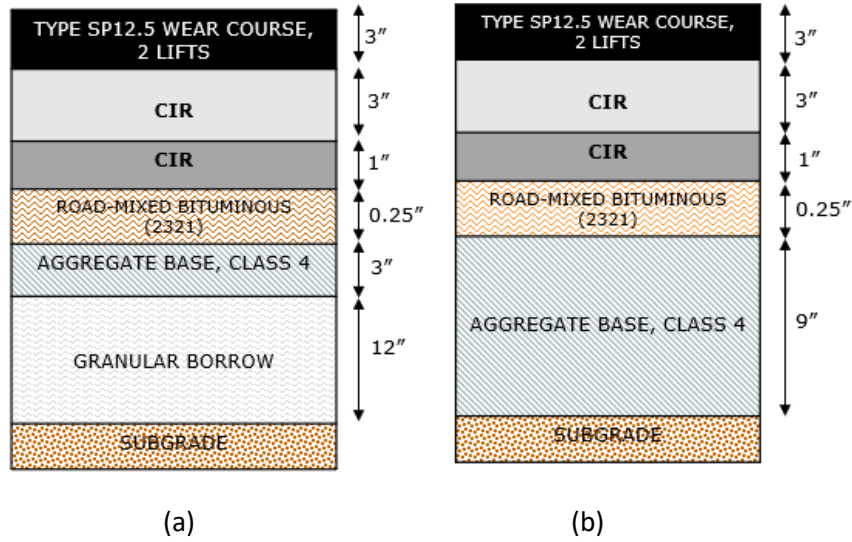 TYPE SP12.5 WEAR COURSE,
2 LIFTS
3”
CIR
3”
CIR
1”
ROAD-MIXED BITUMINOUS
(2321)
0.25”
AGGREGATE BASE, CLASS 4
3”
GRANULAR BORROW
12”
SUBGRADE
(a)
TYPE SP12.5 WEAR COURSE,
2 LIFTS
3”
CIR
3”
CIR
1”
ROAD-MIXED BITUMINOUS
(2321)
0.25”
AGGREGATE BASE, CLASS 4
9”
SUBGRADE
(b)